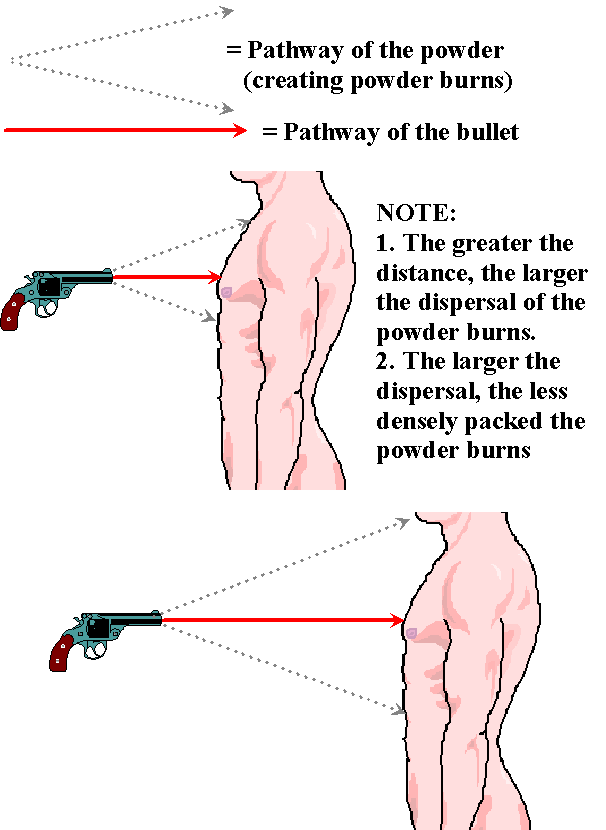 = Pathway of the powder
(creating powder burns)
= Pathway of the bullet
NOTE:
1. The greater the
distance, the larger
the dispersal of the
powder burns.
2. The larger the
dispersal, the less
densely packed the
powder burns